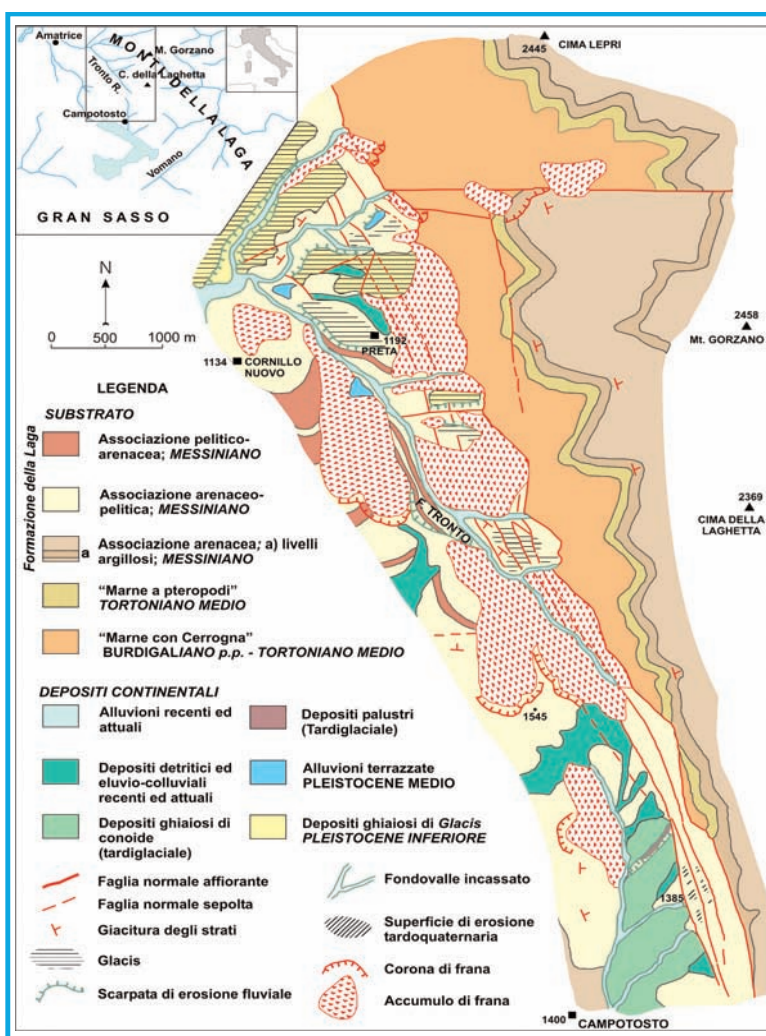 Amatrice
MONTI DELLA LAGA
M. Gorzano
Tronto R.
C. della Laghetta
Campotosto
Vomano
GRAN SASSO
2445
CIMA LEPRI
N
0 500 1000 m
1192
PRETA
1134
CORNILLO
NUOVO
2458
Mt. GORZANO
F. TRONTO
2369
CIMA DELLA
LAGHETTA
1545
1385
1400
CAMPOTOSTO
LEGENDA
SUBSTRATO
Formazione della Laga
Associazione pelitico-
arenacea; MESSINIANO
Associazione arenaceo-
pelitica; MESSINIANO
a
Associazione arenacea; a) livelli
argillosi; MESSINIANO
“Marne a pteropodi”
TORTONIANO MEDIO
“Marne con Cerrogna”
BURDIGALIANO p.p. - TORTONIANO MEDIO
DEPOSITI CONTINENTALI
Alluvioni recenti ed
attuali
Depositi detritici ed
eluvio-colluviali
recenti ed attuali
Depositi ghiaiosi di
conoide
(tardiglaciale)
Depositi palustri
(Tardiglaciale)
Alluvioni terrazzate
PLEISTOCENE MEDIO
Depositi ghiaiosi di Glacis
PLEISTOCENE INFERIORE
Faglia normale affiorante
Faglia normale sepolta
Giacitura degli strati
Glacis
Scarpata di erosione fluviale
Fondovalle incassato
Superficie di erosione
tardoquaternaria
Corona di frana
Accumulo di frana